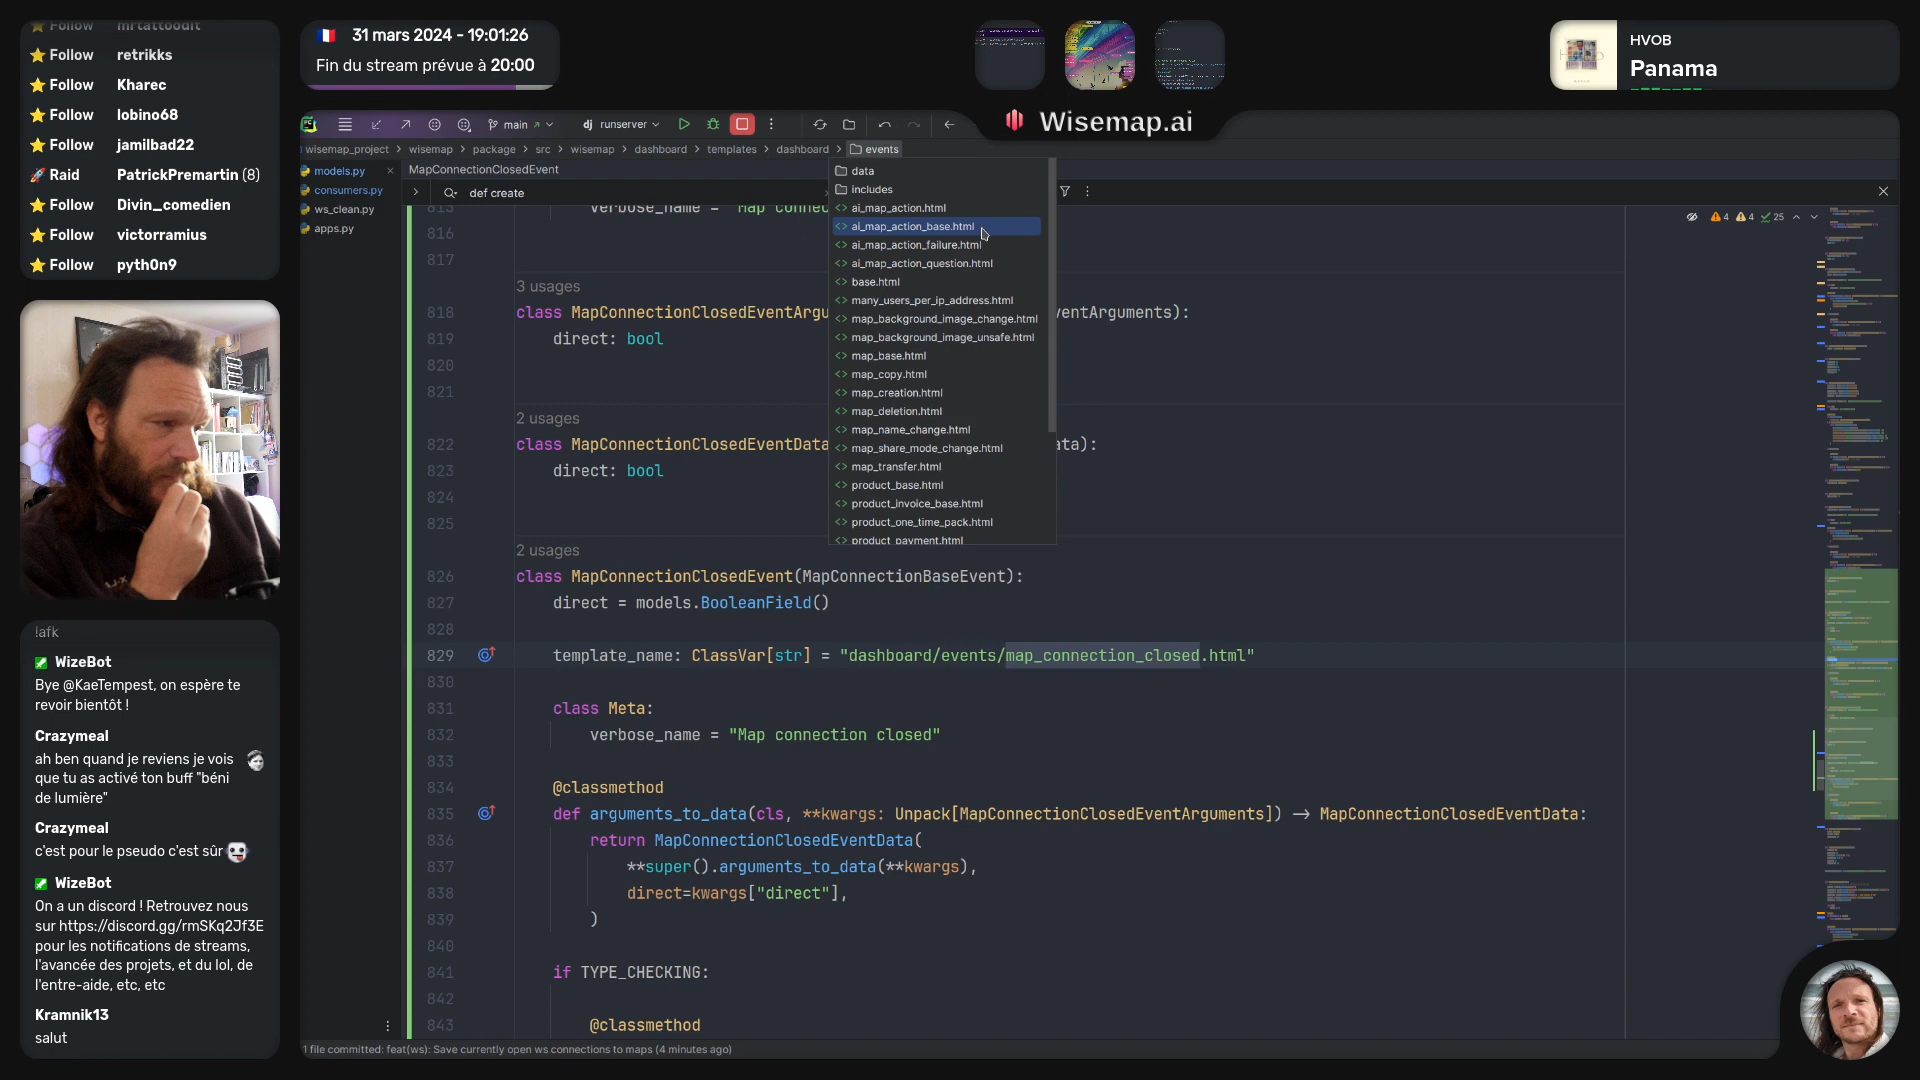 Follow mrtattoodit
Follow retrikks
Follow Kharec
Follow lobino68
Follow jamilbad22
Raid PatrickPremartin (8)
Follow Divin_comedien
Follow victorramius
Follow pyth0n9
!afk
WizeBot
Bye @KaeTempest, on espère te
revoir bientôt !
Crazymeal
ah ben quand je reviens je vois
que tu as activé ton buff "béni
de lumière"
Crazymeal
c'est pour le pseudo c'est sûr
WizeBot
On a un discord ! Retrouvez nous
sur https://discord.gg/rmSKq2Jf3E
pour les notifications de streams,
l'avancée des projets, et du lol, de
l'entre-aide, etc, etc
Kramnik13
salut
31 mars 2024 - 19:01:26
Fin du stream prévue à 20:00
HVOB
Panama
Wisemap.ai
main
dj runserver
wisemap_project › wisemap › package › src › wisemap › dashboard › templates › dashboard › events
models.py
consumers.py
ws_clean.py
apps.py
MapConnectionClosedEvent
def create
4 4 25
data
includes
ai_map_action.html
ai_map_action_base.html
ai_map_action_failure.html
ai_map_action_question.html
base.html
many_users_per_ip_address.html
map_background_image_change.html
map_background_image_unsafe.html
map_base.html
map_copy.html
map_creation.html
map_deletion.html
map_name_change.html
map_share_mode_change.html
map_transfer.html
product_base.html
product_invoice_base.html
product_one_time_pack.html
product_payment.html
815 verbose_name = "Map connec
816
817
3 usages
818 class MapConnectionClosedEventArgu ventArguments):
819 direct: bool
820
821
2 usages
822 class MapConnectionClosedEventData ata):
823 direct: bool
824
825
2 usages
826 class MapConnectionClosedEvent(MapConnectionBaseEvent):
827 direct = models.BooleanField()
828
829 template_name: ClassVar[str] = "dashboard/events/map_connection_closed.html"
830
831 class Meta:
832 verbose_name = "Map connection closed"
833
834 @classmethod
835 def arguments_to_data(cls, **kwargs: Unpack[MapConnectionClosedEventArguments]) → MapConnectionClosedEventData:
836 return MapConnectionClosedEventData(
837 **super().arguments_to_data(**kwargs),
838 direct=kwargs["direct"],
839 )
840
841 if TYPE_CHECKING:
842
843 @classmethod
1 file committed: feat(ws): Save currently open ws connections to maps (4 minutes ago)